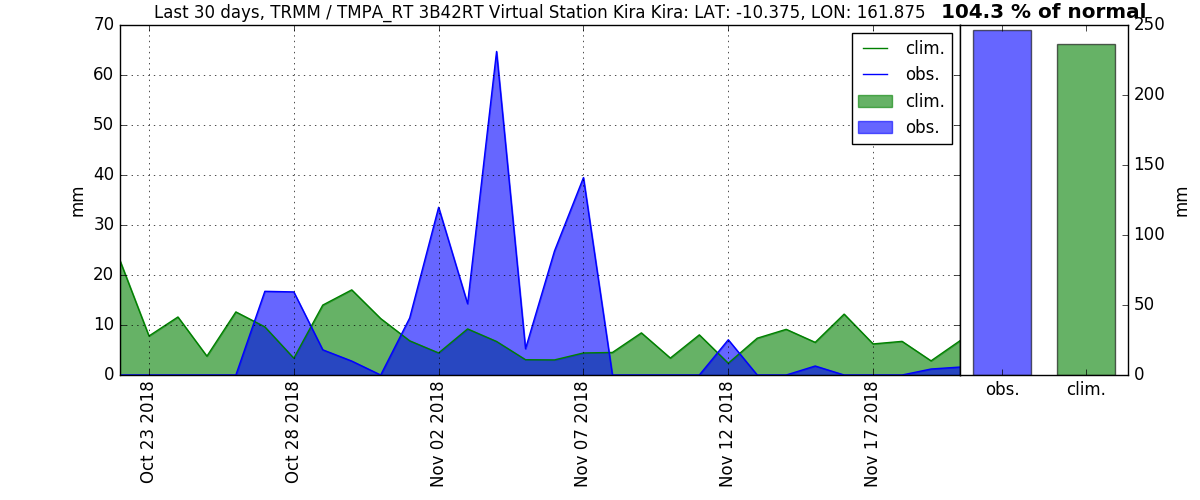 Last 30 days, TRMM / TMPA_RT 3B42RT Virtual Station Kira Kira: LAT: -10.375, LON: 161.875 104.3 % of normal
70
60
50
40
30
20
10
0
mm
clim.
obs.
clim.
obs.
Oct 23 2018
Oct 28 2018
Nov 02 2018
Nov 07 2018
Nov 12 2018
Nov 17 2018
250
200
150
100
50
0
mm
obs. clim.